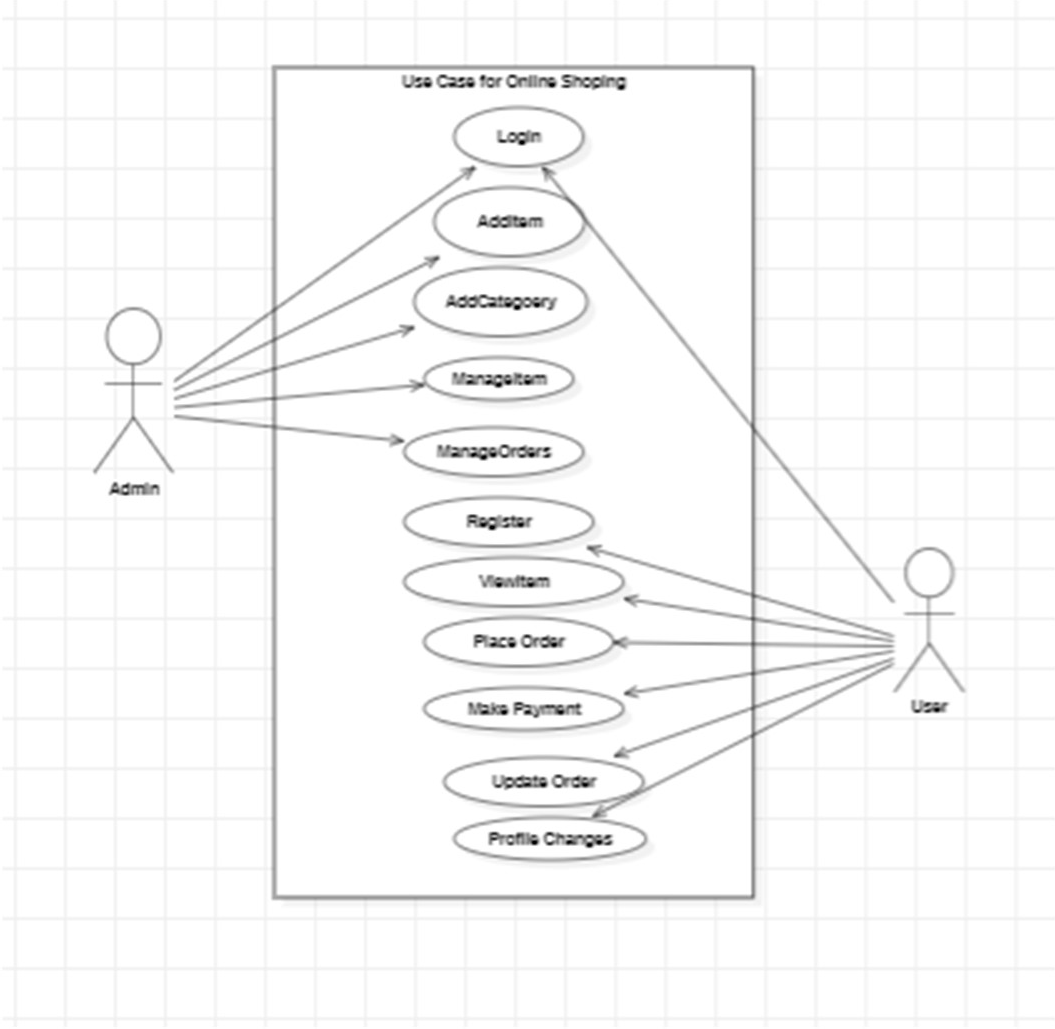 Use Case for Online Shoping
Login
AddItem
AddCategoery
ManageItem
ManageOrders
Admin
Register
ViewItem
Place Order
Make Payment
User
Update Order
Profile Changes